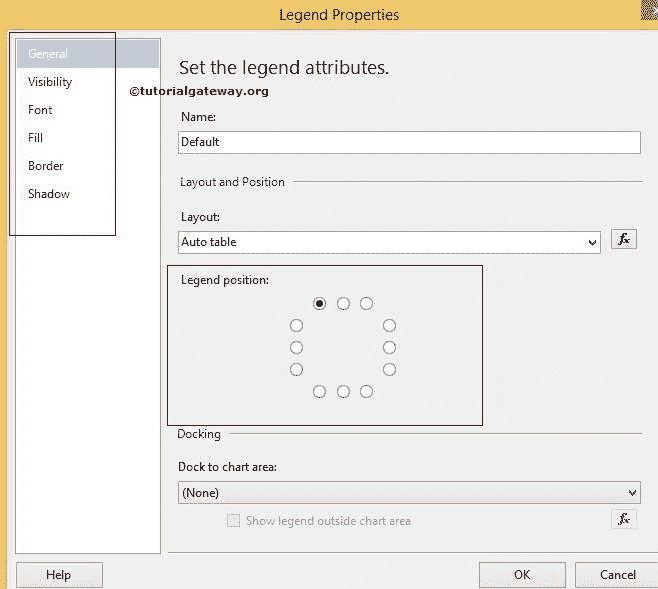 Legend Properties
General
Visibility
Font
Fill
Border
Shadow
Set the legend attributes.
©tutorialgateway.org
Name:
Default
Layout and Position
Layout:
Auto table
fx
Legend position:
Docking
Dock to chart area:
(None)
Show legend outside chart area
fx
Help
OK
Cancel